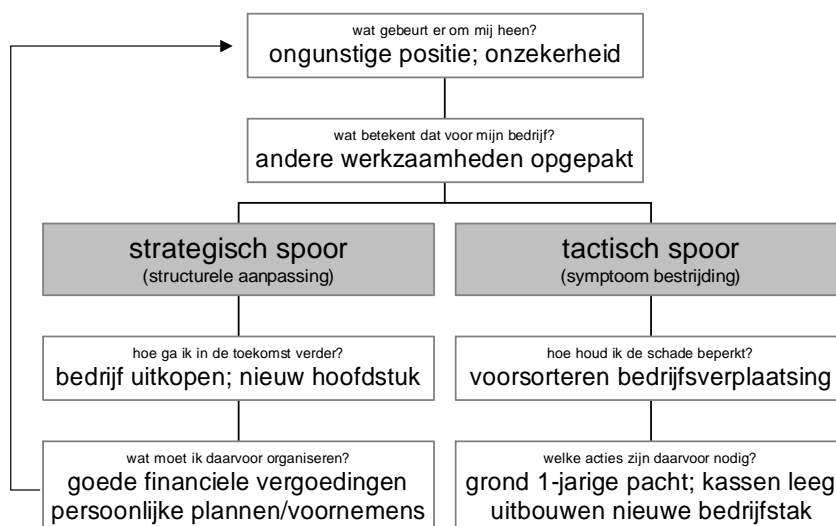 wat gebeurt er om mij heen?
ongunstige positie; onzekerheid
wat betekent dat voor mijn bedrijf?
andere werkzaamheden opgepakt
strategisch spoor
(structurele aanpassing)
tactisch spoor
(symptoom bestrijding)
hoe ga ik in de toekomst verder?
bedrijf uitkopen; nieuw hoofdstuk
hoe houd ik de schade beperkt?
voorsorteren bedrijfsverplaatsing
wat moet ik daarvoor organiseren?
goede financiele vergoedingen
persoonlijke plannen/voornemens
welke acties zijn daarvoor nodig?
grond 1-jarige pacht; kassen leeg
uitbouwen nieuwe bedrijfstak